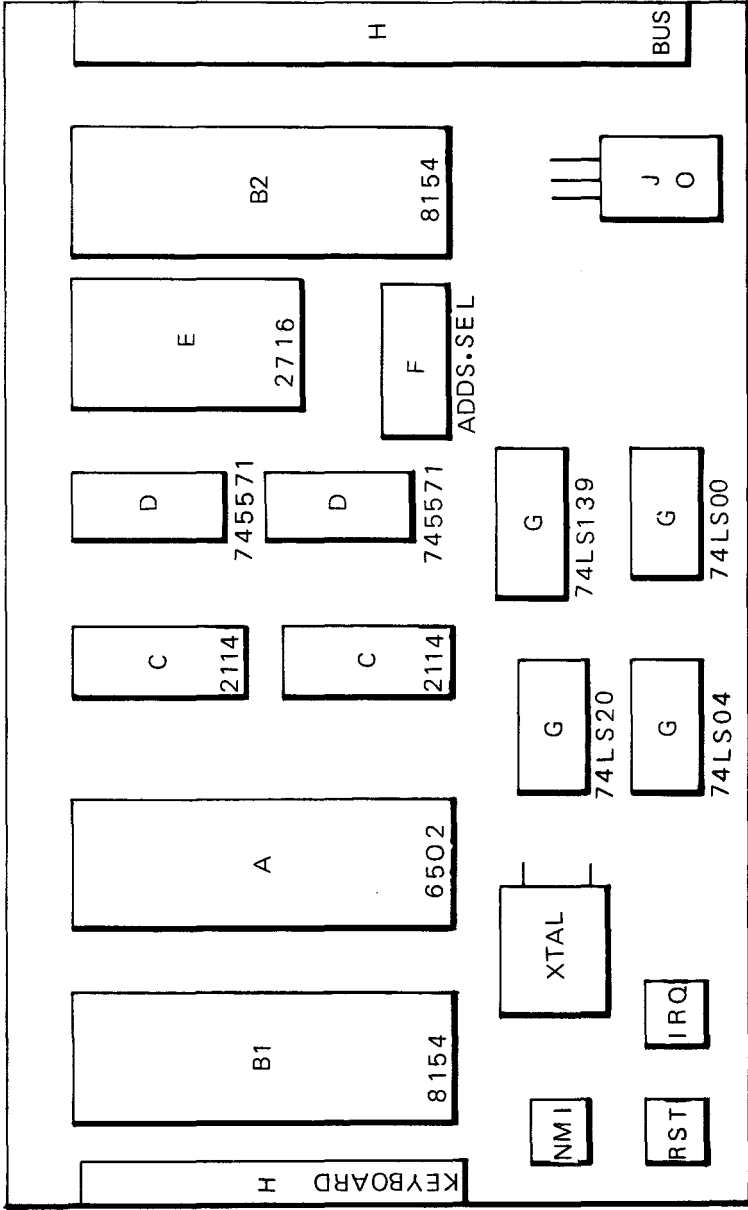 H
BUS
B2
8154
J
O
E
2716
F
ADDS•SEL
D
745571
D
745571
G
74LS139
G
74LS00
C
2114
C
2114
G
74LS20
G
74LS04
A
6502
XTAL
B1
8154
IRQ
NMI
RST
H
KEYBOARD